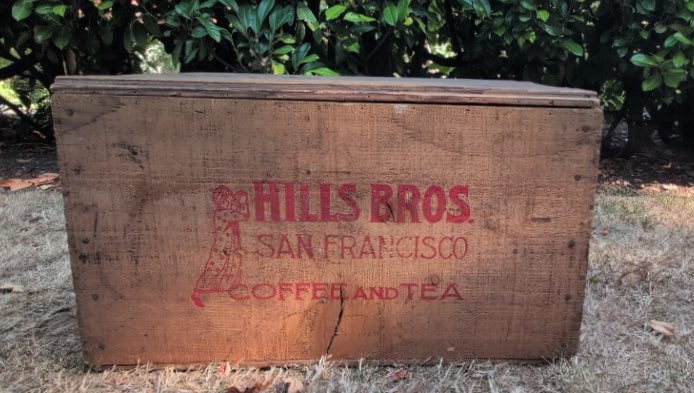 HILLS BROS.
SAN FRANCISCO
COFFEE AND TEA